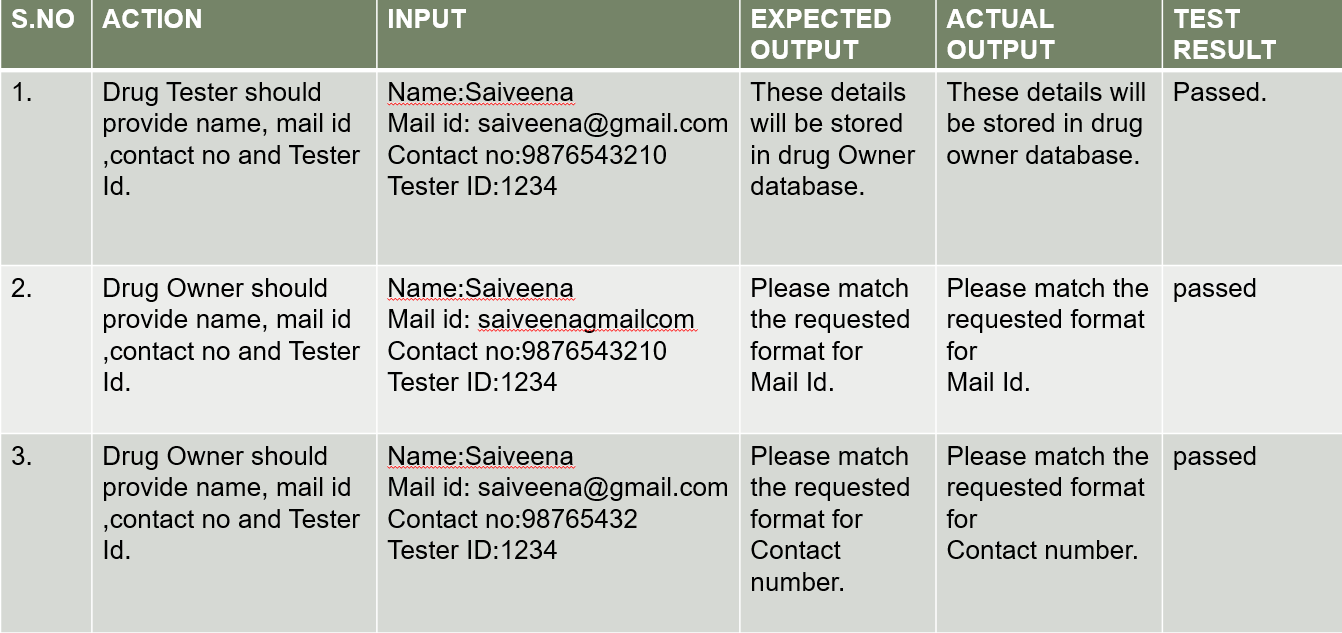 S.NO
ACTION
INPUT
EXPECTED
OUTPUT
ACTUAL
OUTPUT
TEST
RESULT
1.
Drug Tester should
provide name, mail id
,contact no and Tester
Id.
Name:Saiveena
Mail id: saiveena@gmail.com
Contact no:9876543210
Tester ID:1234
These details
will be stored
in drug Owner
database.
These details will
be stored in drug
owner database.
Passed.
2.
Drug Owner should
provide name, mail id
,contact no and Tester
Id.
Name:Saiveena
Mail id: saiveenagmailcom
Contact no:9876543210
Tester ID:1234
Please match
the requested
format for
Mail Id.
Please match the
requested format
for
Mail Id.
passed
3.
Drug Owner should
provide name, mail id
,contact no and Tester
Id.
Name:Saiveena
Mail id: saiveena@gmail.com
Contact no:98765432
Tester ID:1234
Please match
the requested
format for
Contact
number.
Please match the
requested format
for
Contact number.
passed